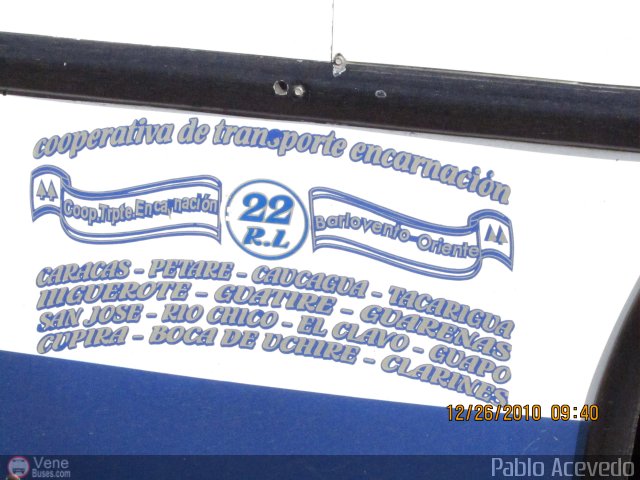 cooperativa de transporte encarnación
Coop.Trpte.Encarnación
22
R.L
Barlovento-Oriente
CARACAS - PETARE - CAUCAGUA - TACARIGUA
HIGUEROTE - GUATIRE - GUARENAS
SAN JOSE - RIO CHICO - EL CLAVO - GUAPO
CUPIRA - BOCA DE UCHIRE - CLARINES
12/26/2010 09:40
Vene
Buses.com
Pablo Acevedo